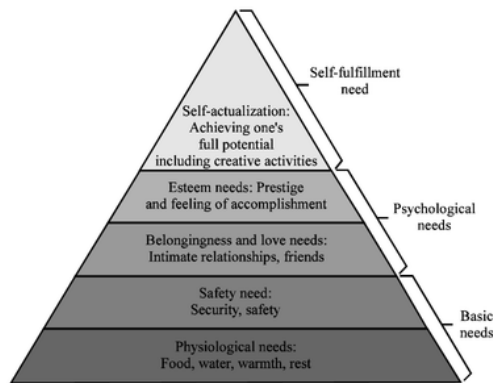 Self-fulfillment
need
Self-actualization:
Achieving one's
full potential
including creative activities
Esteem needs: Prestige
and feeling of accomplishment
Psychological
needs
Belongingness and love needs:
Intimate relationships, friends
Safety need:
Security, safety
Basic
needs
Physiological needs:
Food, water, warmth, rest